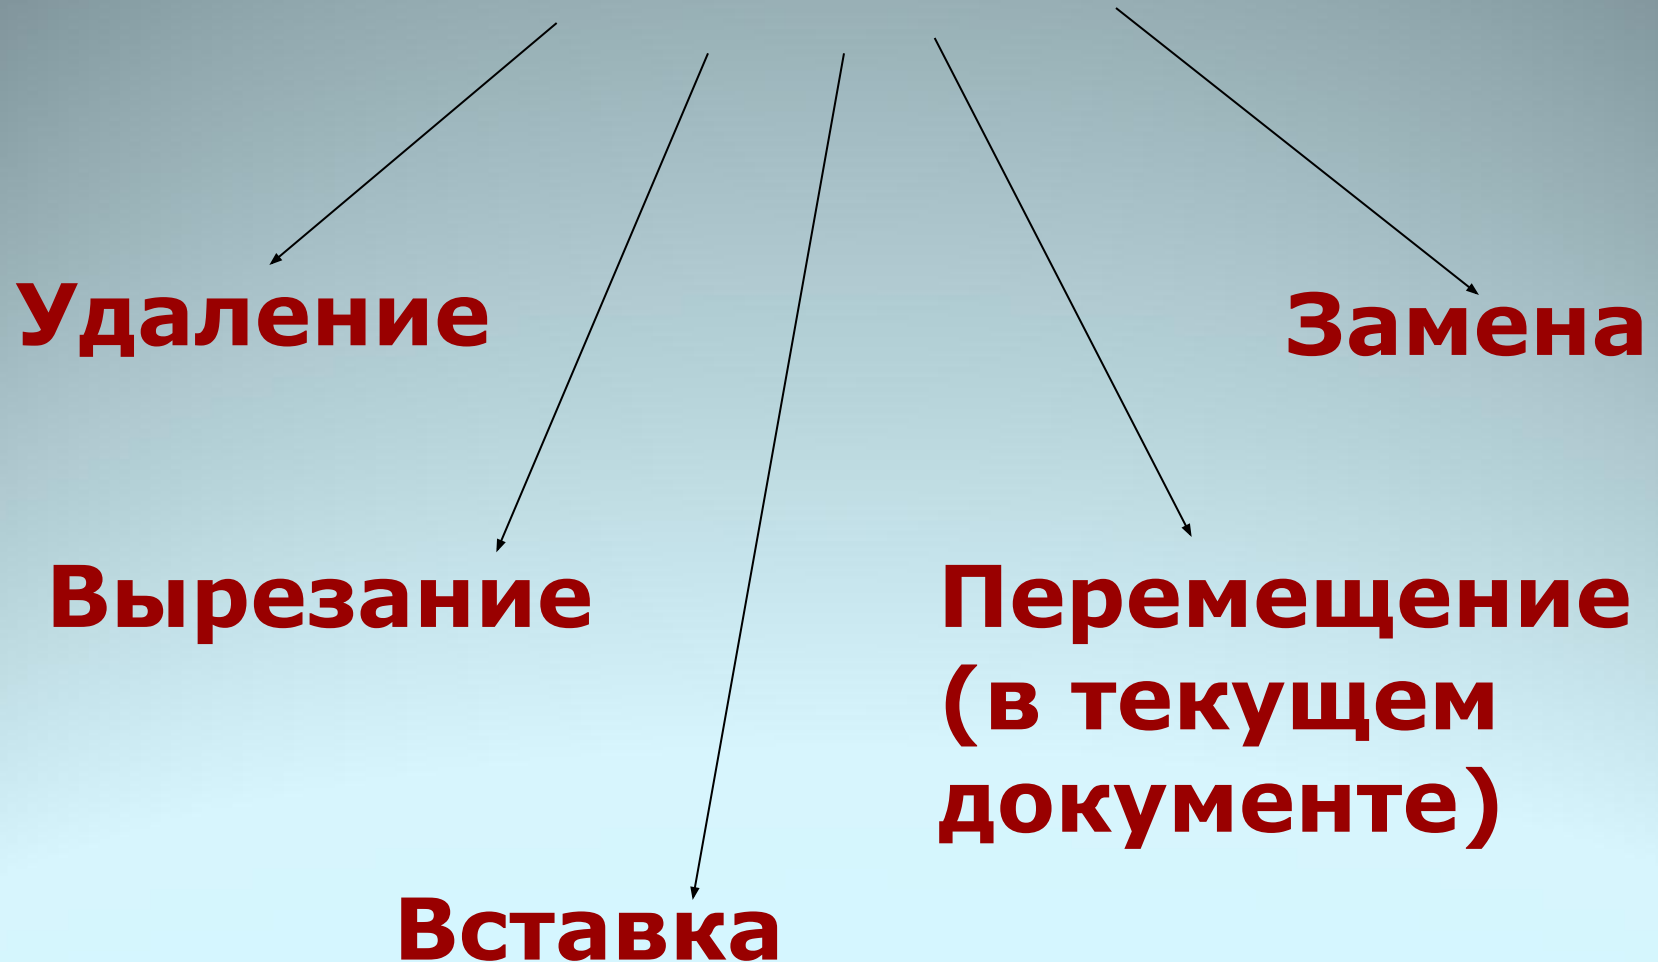 Удаление
Замена
Вырезание
Перемещение
(в текущем
документе)
Вставка